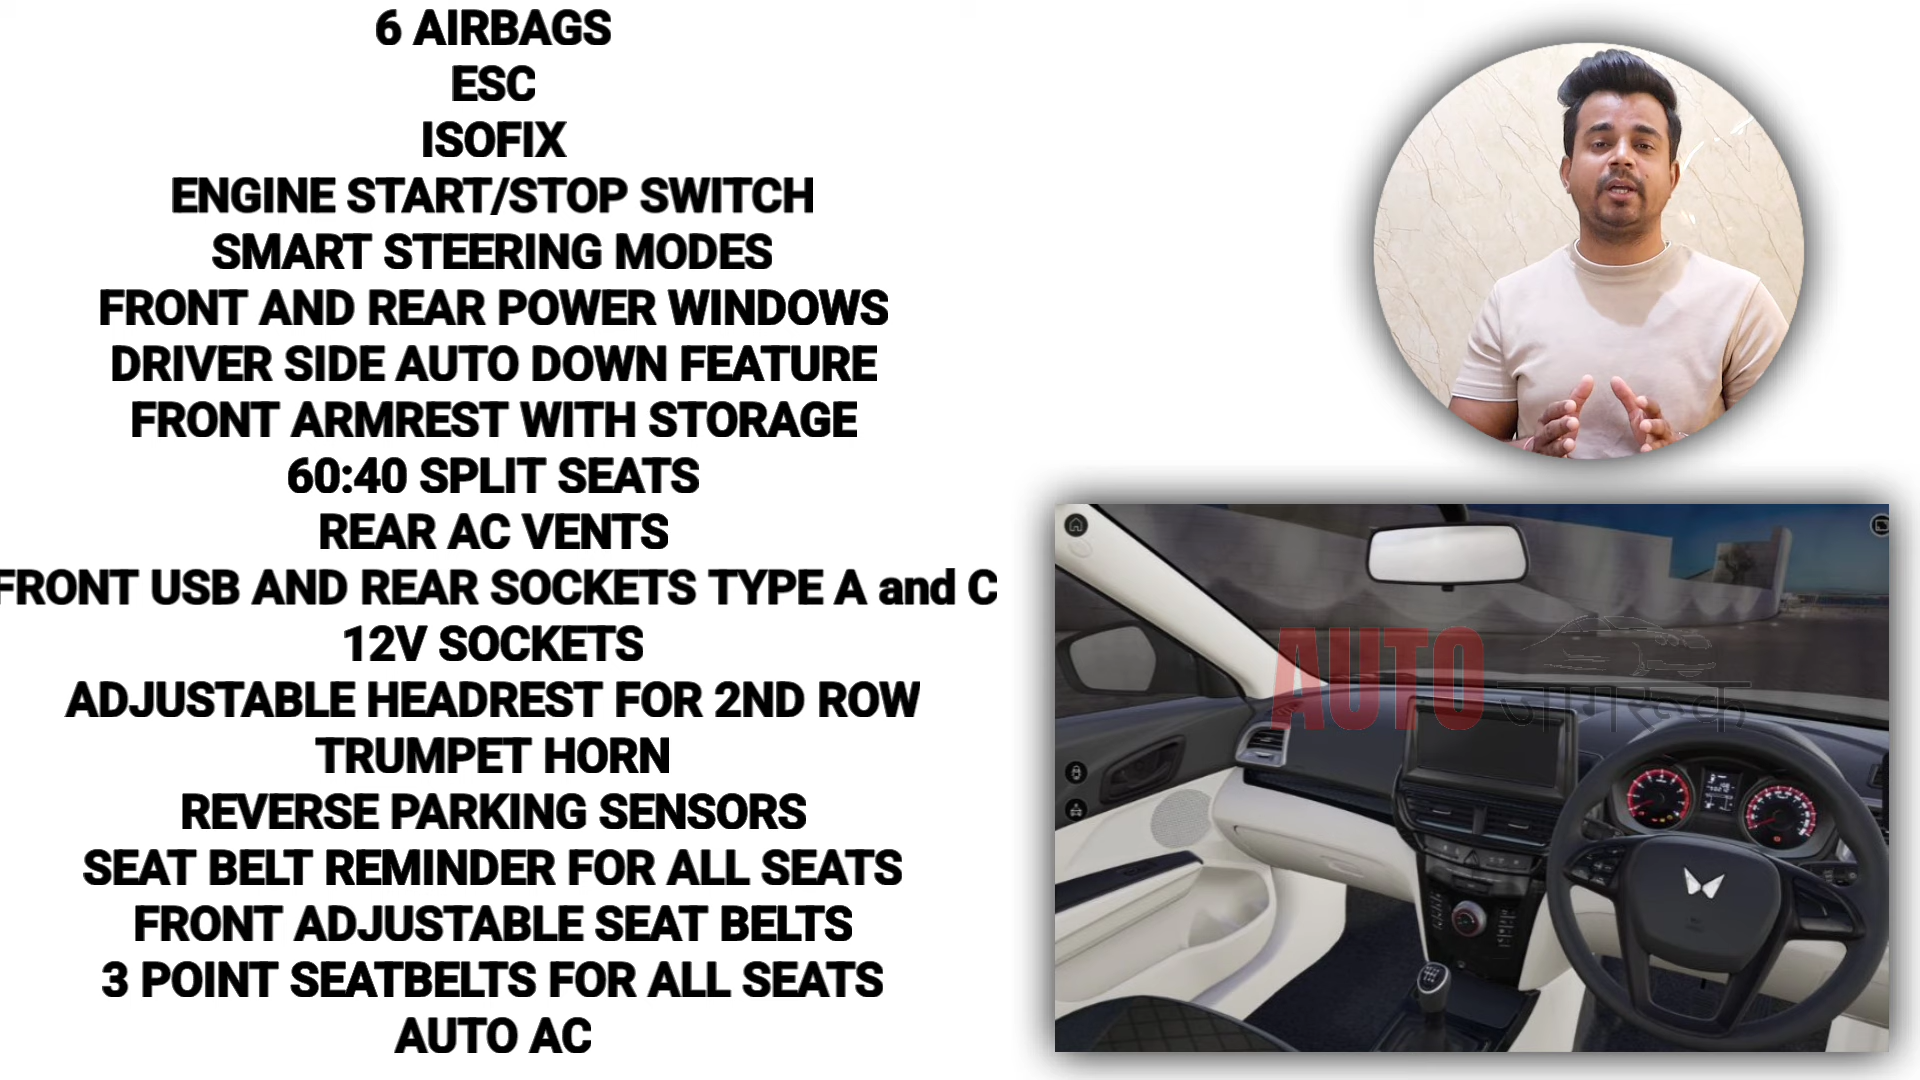 6 AIRBAGS
ESC
ISOFIX
ENGINE START/STOP SWITCH
SMART STEERING MODES
FRONT AND REAR POWER WINDOWS
DRIVER SIDE AUTO DOWN FEATURE
FRONT ARMREST WITH STORAGE
60:40 SPLIT SEATS
REAR AC VENTS
FRONT USB AND REAR SOCKETS TYPE A and C
12V SOCKETS
ADJUSTABLE HEADREST FOR 2ND ROW
TRUMPET HORN
REVERSE PARKING SENSORS
SEAT BELT REMINDER FOR ALL SEATS
FRONT ADJUSTABLE SEAT BELTS
3 POINT SEATBELTS FOR ALL SEATS
AUTO AC
AUTO जागरूक